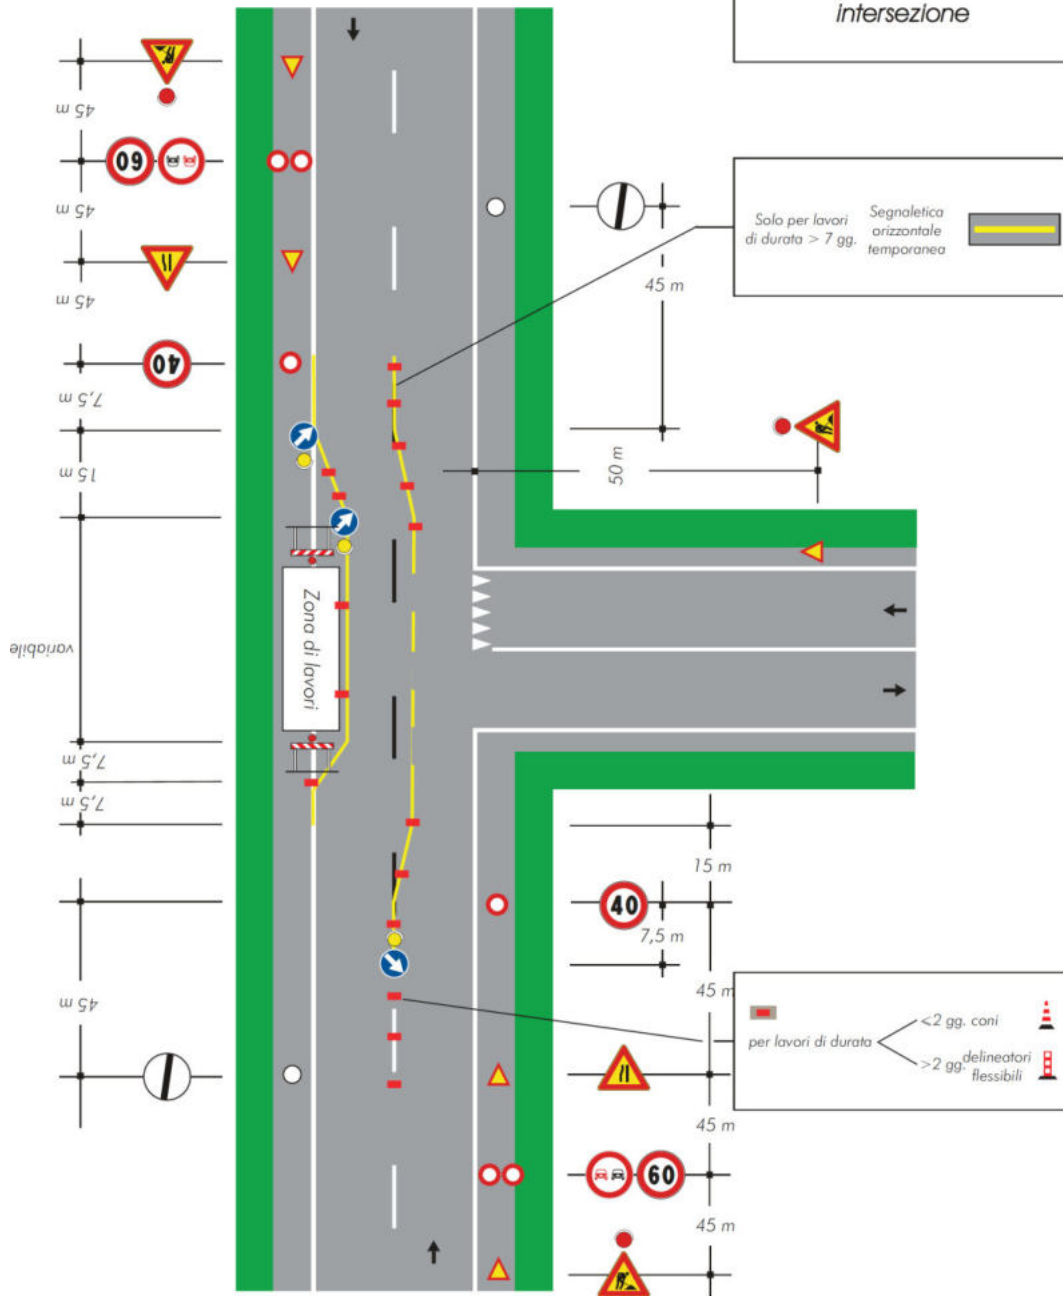 intersezione
45 m
60
45 m
45 m
40
7,5 m
15 m
variabile
7,5 m
7,5 m
45 m
Zona di lavori
45 m
50 m
Solo per lavori
di durata > 7 gg.
Segnaletica
orizzontale
temporanea
15 m
40
7,5 m
45 m
45 m
60
45 m
per lavori di durata
<2 gg. coni
>2 gg. delineatori
flessibili